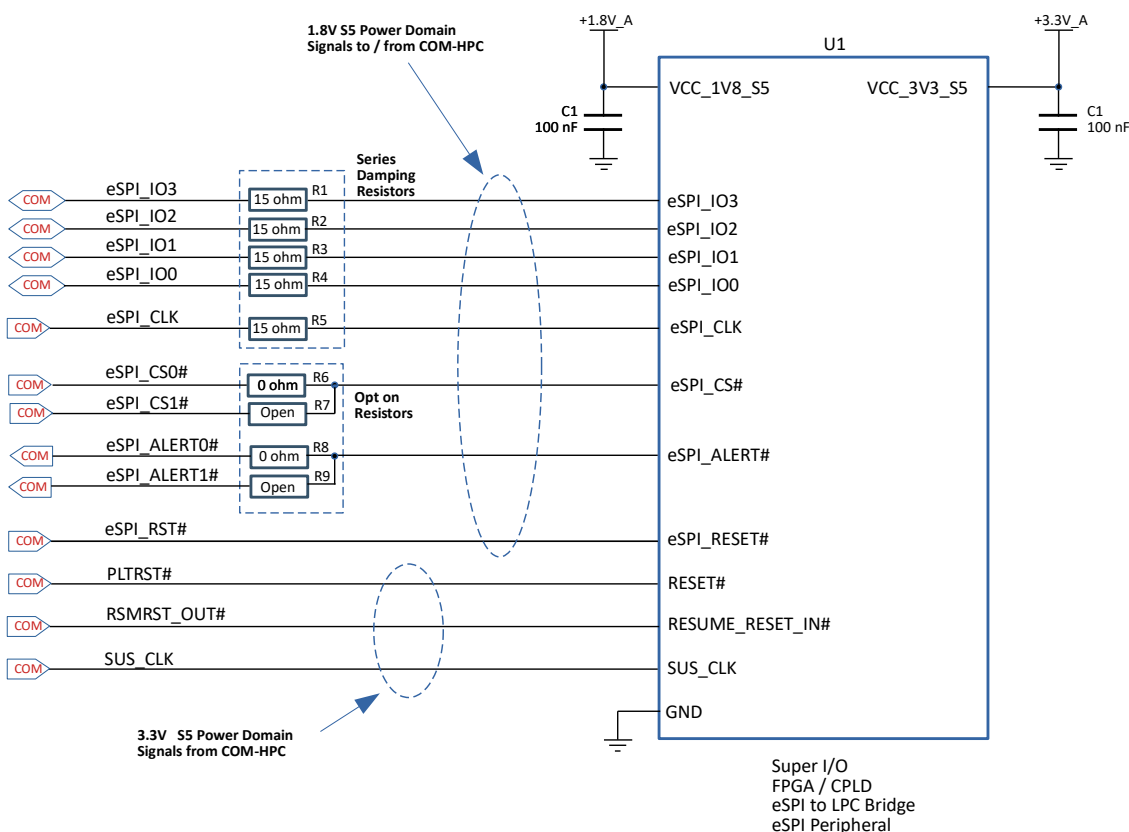 1.8V S5 Power Domain
Signals to / from COM-HPC
+1.8V_A
+3.3V_A
U1
VCC_1V8_S5
VCC_3V3_S5
C1
100 nF
C1
100 nF
Series
Damping
Resistors
COM
eSPI_IO3
15 ohm
R1
eSPI_IO3
COM
eSPI_IO2
15 ohm
R2
eSPI_IO2
COM
eSPI_IO1
15 ohm
R3
eSPI_IO1
COM
eSPI_IO0
15 ohm
R4
eSPI_IO0
COM
eSPI_CLK
15 ohm
R5
eSPI_CLK
COM
eSPI_CS0#
0 ohm
R6
eSPI_CS#
COM
eSPI_CS1#
Open
R7
Opt on
Resistors
COM
eSPI_ALERT0#
0 ohm
R8
eSPI_ALERT#
COM
eSPI_ALERT1#
Open
R9
COM
eSPI_RST#
eSPI_RESET#
COM
PLTRST#
RESET#
COM
RSMRST_OUT#
RESUME_RESET_IN#
COM
SUS_CLK
SUS_CLK
GND
3.3V S5 Power Domain
Signals from COM-HPC
Super I/O
FPGA / CPLD
eSPI to LPC Bridge
eSPI Peripheral